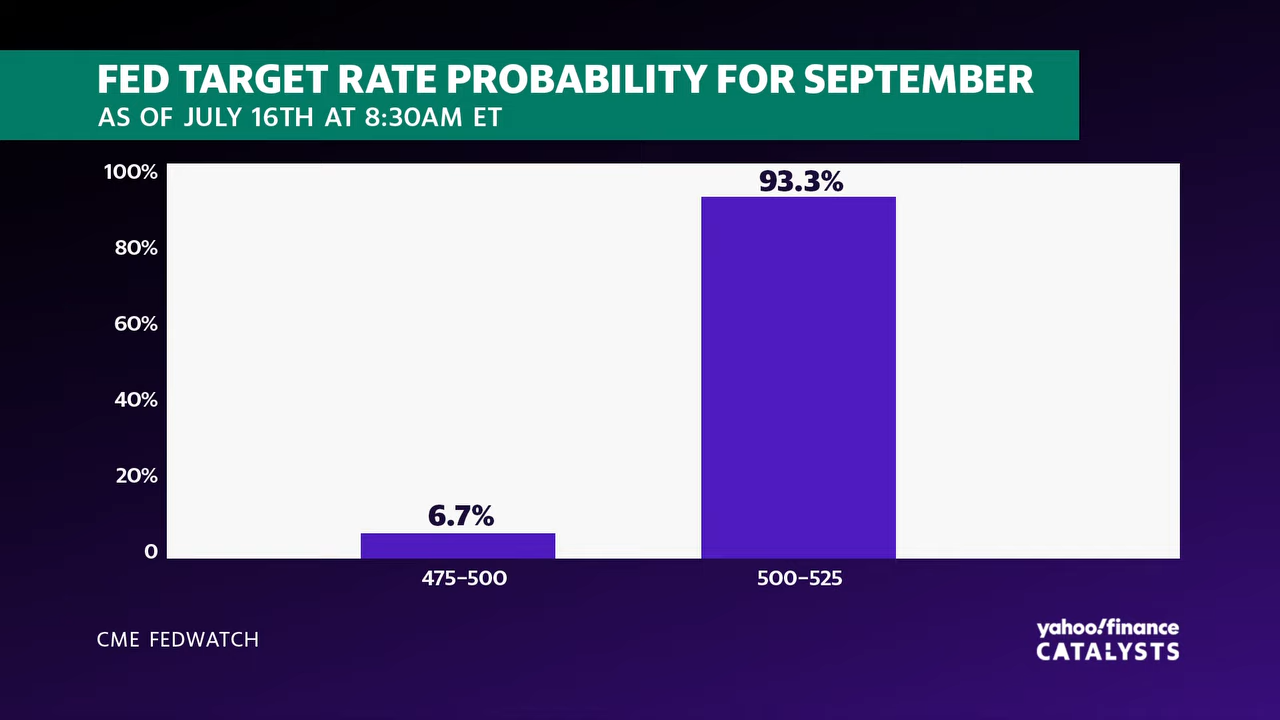 FED TARGET RATE PROBABILITY FOR SEPTEMBER
AS OF JULY 16TH AT 8:30AM ET
100%
93.3%
80%
60%
40%
20%
6.7%
0
475–500
500–525
CME FEDWATCH
yahoo!finance
CATALYSTS